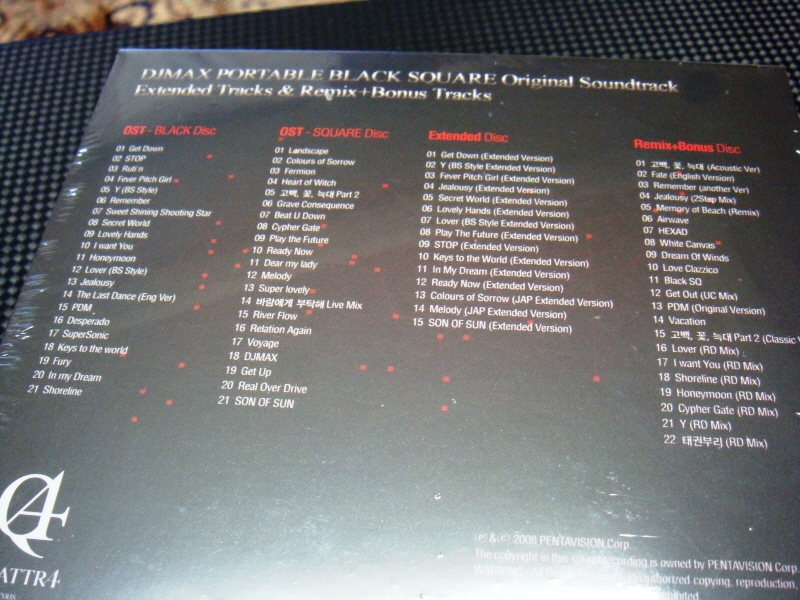 DJMAX PORTABLE BLACK SQUARE Original Soundtrack
Extended Tracks & Remix+Bonus Tracks
OST - BLACK Disc
01 Get Down
02 STOP
03 Ruti'n
04 Fever Pitch Girl
05 Y (BS Style)
06 Remember
07 Sweet Shining Shooting Star
08 Secret World
09 Lovely Hands
10 I want You
11 Honeymoon
12 Lover (BS Style)
13 Jealousy
14 The Last Dance (Eng Ver)
15 PDM
16 Desperado
17 SuperSonic
18 Keys to the world
19 Fury
20 In my Dream
21 Shoreline
OST - SQUARE Disc
01 Landscape
02 Colours of Sorrow
03 Fermion
04 Heart of Witch
05 고백, 꽃, 늑대 Part 2
06 Grave Consequence
07 Beat U Down
08 Cypher Gate
09 Play the Future
10 Ready Now
11 Dear my lady
12 Melody
13 Super lovely
14 바람에게 부탁해 Live Mix
15 River Flow
16 Relation Again
17 Voyage
18 DJMAX
19 Get Up
20 Real Over Drive
21 SON OF SUN
Extended Disc
01 Get Down (Extended Version)
02 Y (BS Style Extended Version)
03 Fever Pitch Girl (Extended Version)
04 Jealousy (Extended Version)
05 Secret World (Extended Version)
06 Lovely Hands (Extended Version)
07 Lover (BS Style Extended Version)
08 Play The Future (Extended Version)
09 STOP (Extended Version)
10 Keys to the World (Extended Version)
11 In My Dream (Extended Version)
12 Ready Now (Extended Version)
13 Colours of Sorrow (JAP Extended Version)
14 Melody (JAP Extended Version)
15 SON OF SUN (Extended Version)
Remix+Bonus Disc
01 고백, 꽃, 늑대 (Acoustic Ver)
02 Fate (English Version)
03 Remember (another Ver)
04 Jealousy (2Step Mix)
05 Memory of Beach (Remix)
06 Airwave
07 HEXAD
08 White Canvas
09 Dream Of Winds
10 Love Clazzico
11 Black SQ
12 Get Out (UC Mix)
13 PDM (Original Version)
14 Vacation
15 고백, 꽃, 늑대 Part 2 (Classic
16 Lover (RD Mix)
17 I want You (RD Mix)
18 Shoreline (RD Mix)
19 Honeymoon (RD Mix)
20 Cypher Gate (RD Mix)
21 Y (RD Mix)
22 태권부리 (RD Mix)
ATTR4
℗ & © 2008 PENTAVISION Corp.
The copyright in this sound recording is owned by PENTAVISION Corp.
WARNING: unauthorized copying, reproduction,